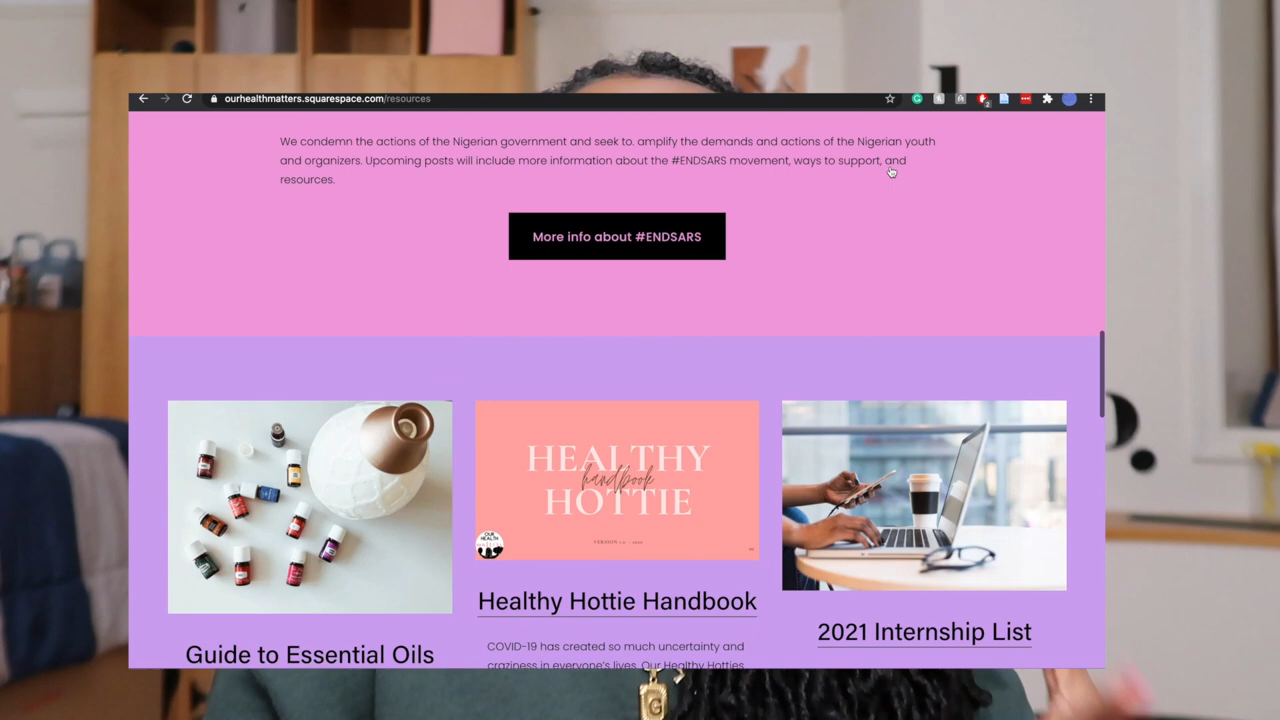 ourhealthmatters.squarespace.com/resources
We condemn the actions of the Nigerian government and seek to. amplify the demands and actions of the Nigerian youth
and organizers. Upcoming posts will include more information about the #ENDSARS movement, ways to support, and
resources.
More info about #ENDSARS
HEALTHY
handbook
HOTTIE
OUR
HEALTH
Healthy Hottie Handbook
COVID-19 has created so much uncertainty and
craziness in everyone's lives. Our Healthy Hotties
2021 Internship List
Guide to Essential Oils
G